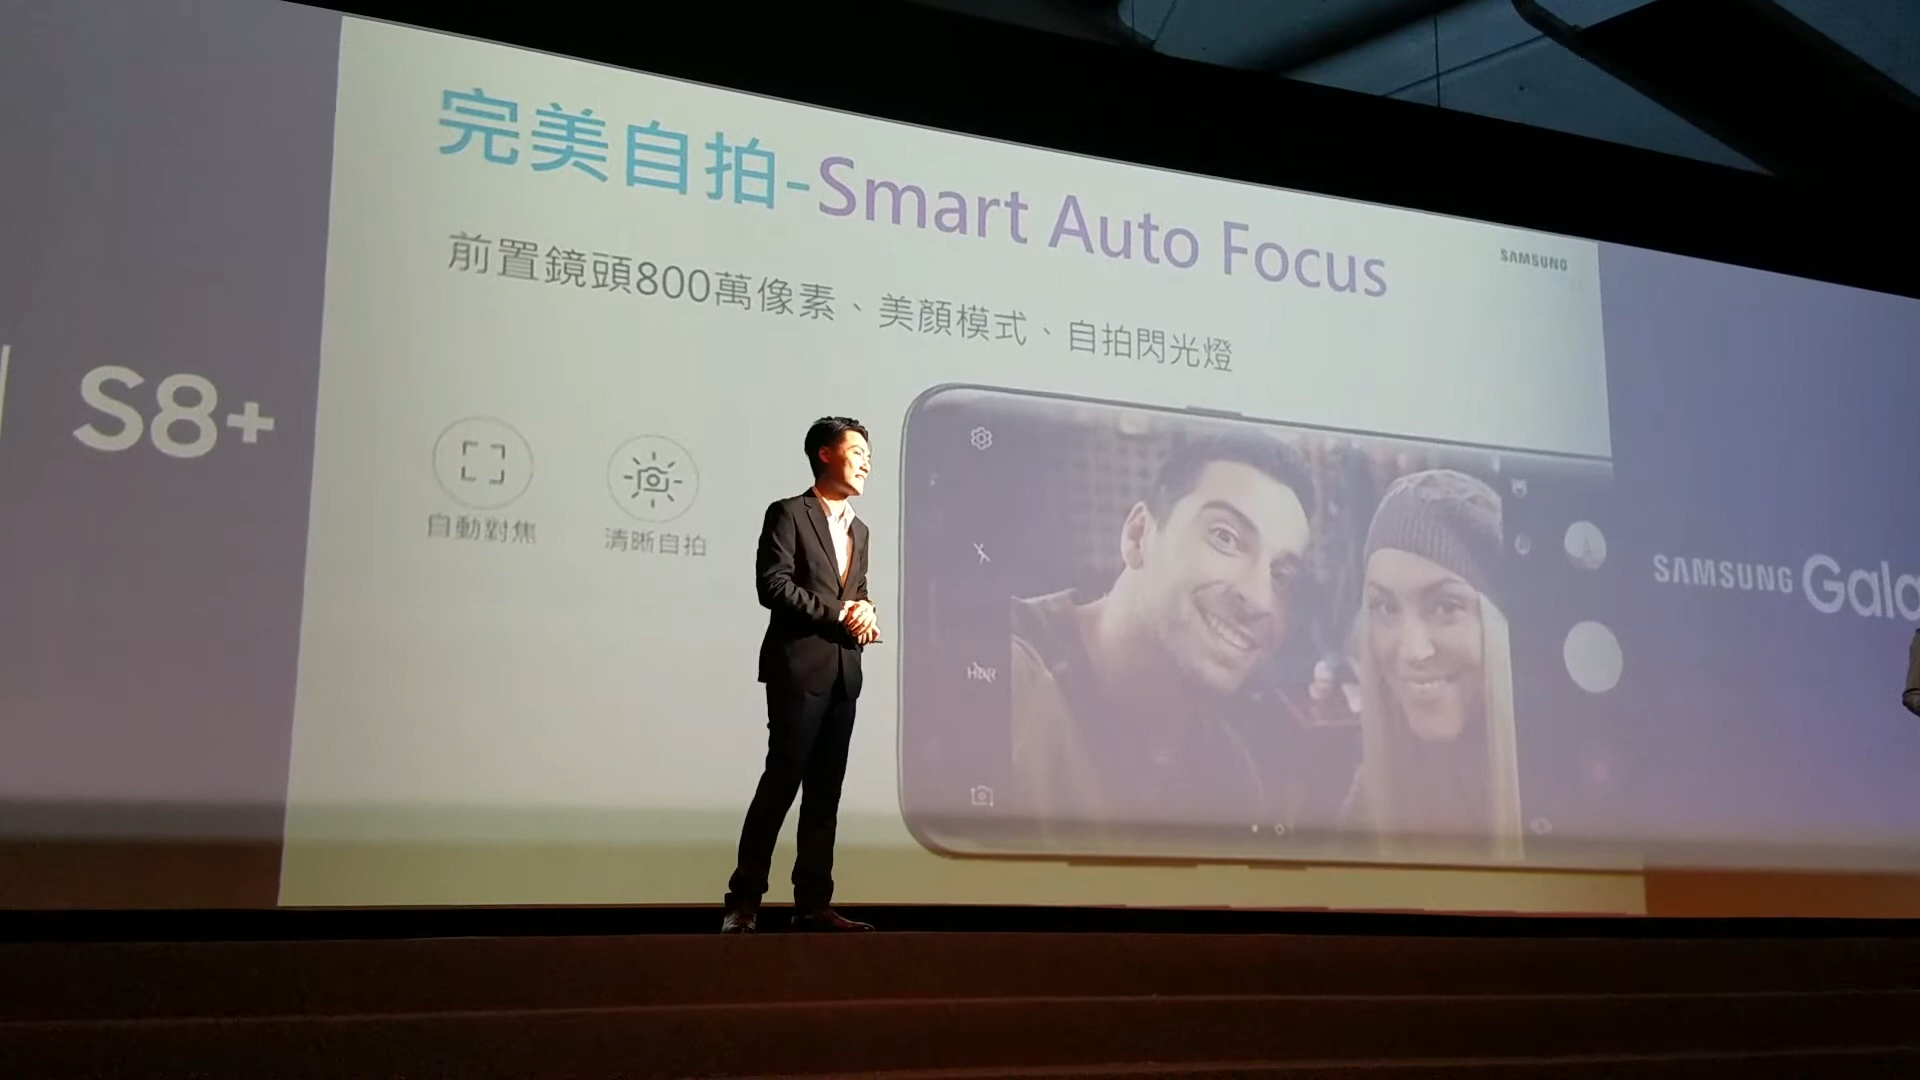 完美自拍-Smart Auto Focus
SAMSUNG
前置鏡頭800萬像素、美顏模式、自拍閃光燈
S8+
自動對焦
清晰自拍
HDR
SAMSUNG Gala